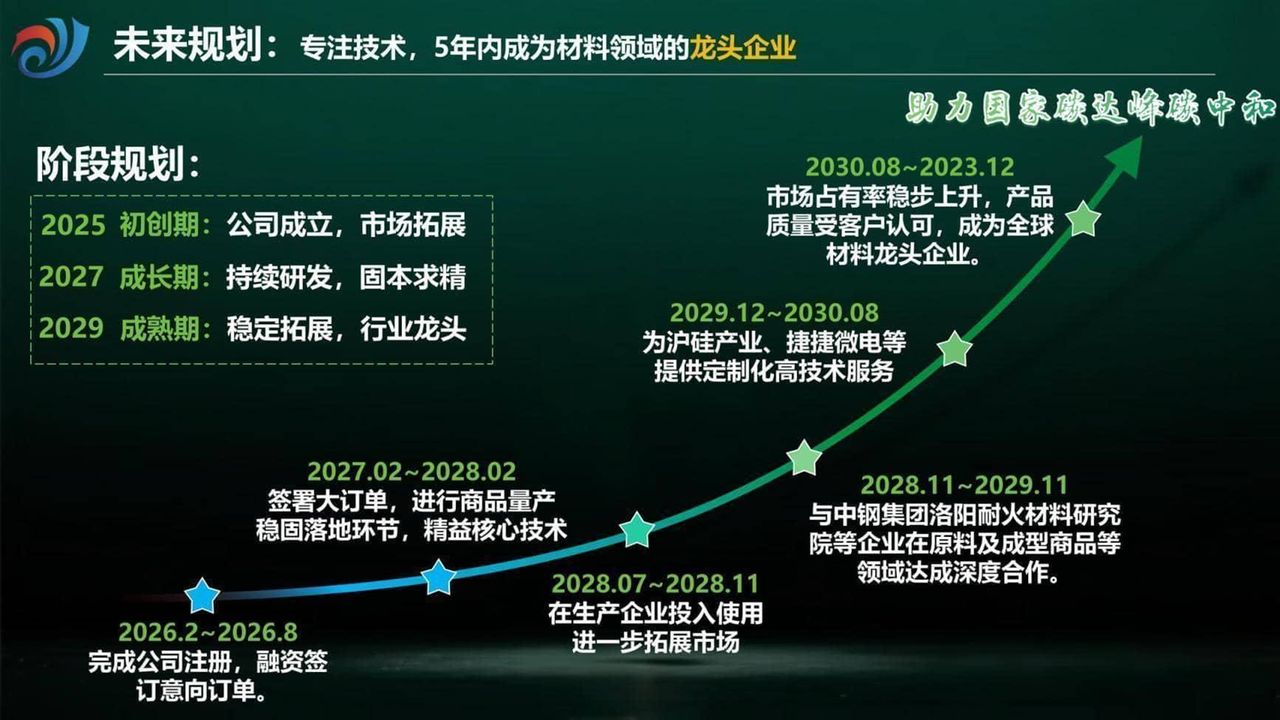 未来规划：专注技术，5年内成为材料领域的龙头企业
助力国家碳达峰碳中和
阶段规划：
2025 初创期：公司成立，市场拓展
2027 成长期：持续研发，固本求精
2029 成熟期：稳定拓展，行业龙头
2030.08~2023.12
市场占有率稳步上升，产品
质量受客户认可，成为全球
材料龙头企业。
2029.12~2030.08
为沪硅产业、捷捷微电等
提供定制化高技术服务
2027.02~2028.02
签署大订单，进行商品量产
稳固落地环节，精益核心技术
2028.11~2029.11
与中钢集团洛阳耐火材料研究
院等企业在原料及成型商品等
领域达成深度合作。
2028.07~2028.11
在生产企业投入使用
进一步拓展市场
2026.2~2026.8
完成公司注册，融资签
订意向订单。